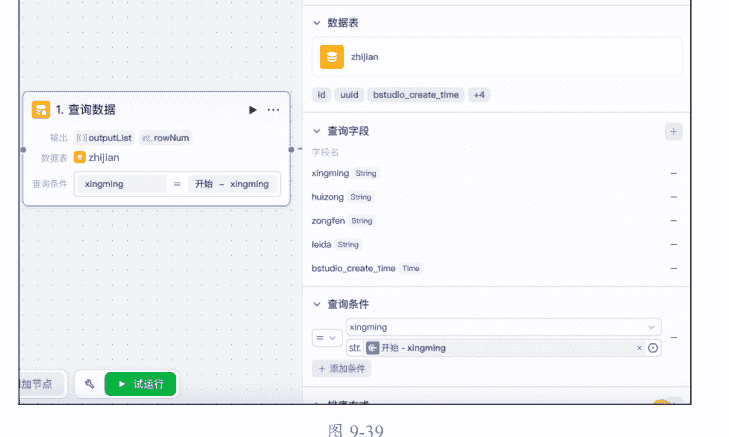 数据表
zhijian
id uuid bstudio_create_time +4
1. 查询数据
输出 outputList int. rowNum
数据表 zhijian
查询条件 xingming = 开始 - xingming
查询字段
字段名
xingming String
huizong String
zongfen String
leida String
bstudio_create_time Time
查询条件
= xingming
str. 开始 - xingming
+ 添加条件
加节点
试运行
图 9-39